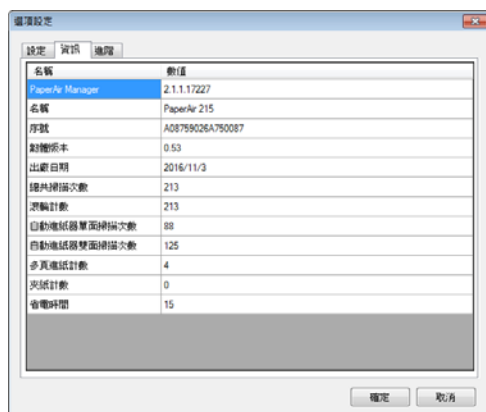 選項設定
設定 資訊 進階
名稱 數值
PaperAir Manager 2.1.1.17227
名稱 PaperAir 215
序號 A08759026A750087
韌體版本 0.53
出廠日期 2016/11/3
總共掃描次數 213
滾輪計數 213
自動進紙器單面掃描次數 88
自動進紙器雙面掃描次數 125
多頁進紙計數 4
夾紙計數 0
省電時間 15
確定 取消